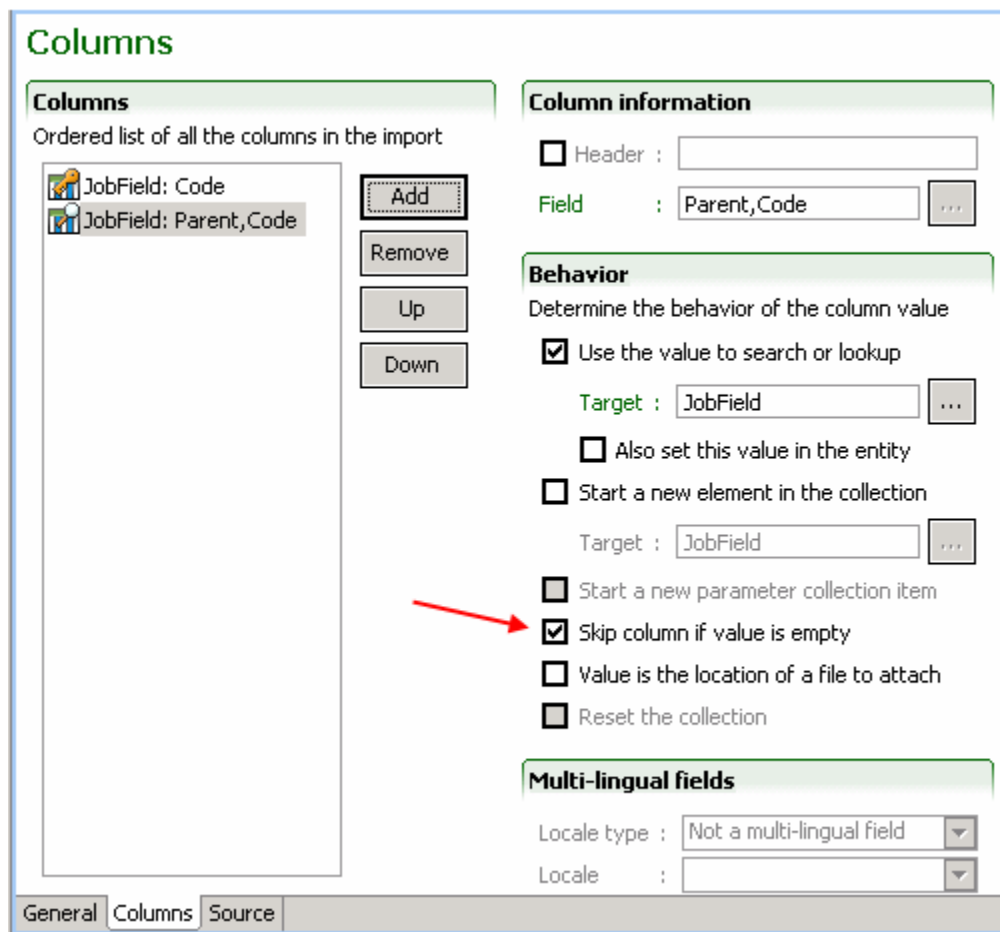 Columns
Columns
Ordered list of all the columns in the import
JobField: Code
JobField: Parent,Code
Add
Remove
Up
Down
Column information
Header :
Field : Parent,Code ...
Behavior
Determine the behavior of the column value
Use the value to search or lookup
Target : JobField ...
Also set this value in the entity
Start a new element in the collection
Target : JobField ...
Start a new parameter collection item
Skip column if value is empty
Value is the location of a file to attach
Reset the collection
Multi-lingual fields
Locale type : Not a multi-lingual field
Locale :
General Columns Source